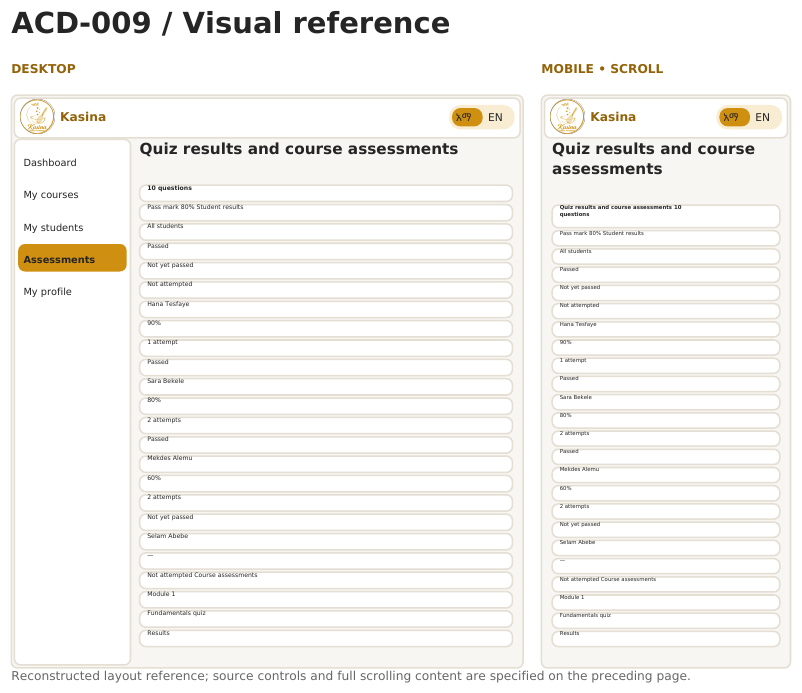 ACD-009 / Visual reference
DESKTOP
Kasina
Kasina
አማ
EN
Dashboard
My courses
My students
Assessments
My profile
Quiz results and course assessments
10 questions
Pass mark 80% Student results
All students
Passed
Not yet passed
Not attempted
Hana Tesfaye
90%
1 attempt
Passed
Sara Bekele
80%
2 attempts
Passed
Mekdes Alemu
60%
2 attempts
Not yet passed
Selam Abebe
—
Not attempted Course assessments
Module 1
Fundamentals quiz
Results
MOBILE • SCROLL
Kasina
Kasina
አማ
EN
Quiz results and course
assessments
Quiz results and course assessments 10
questions
Pass mark 80% Student results
All students
Passed
Not yet passed
Not attempted
Hana Tesfaye
90%
1 attempt
Passed
Sara Bekele
80%
2 attempts
Passed
Mekdes Alemu
60%
2 attempts
Not yet passed
Selam Abebe
—
Not attempted Course assessments
Module 1
Fundamentals quiz
Results
Reconstructed layout reference; source controls and full scrolling content are specified on the preceding page.